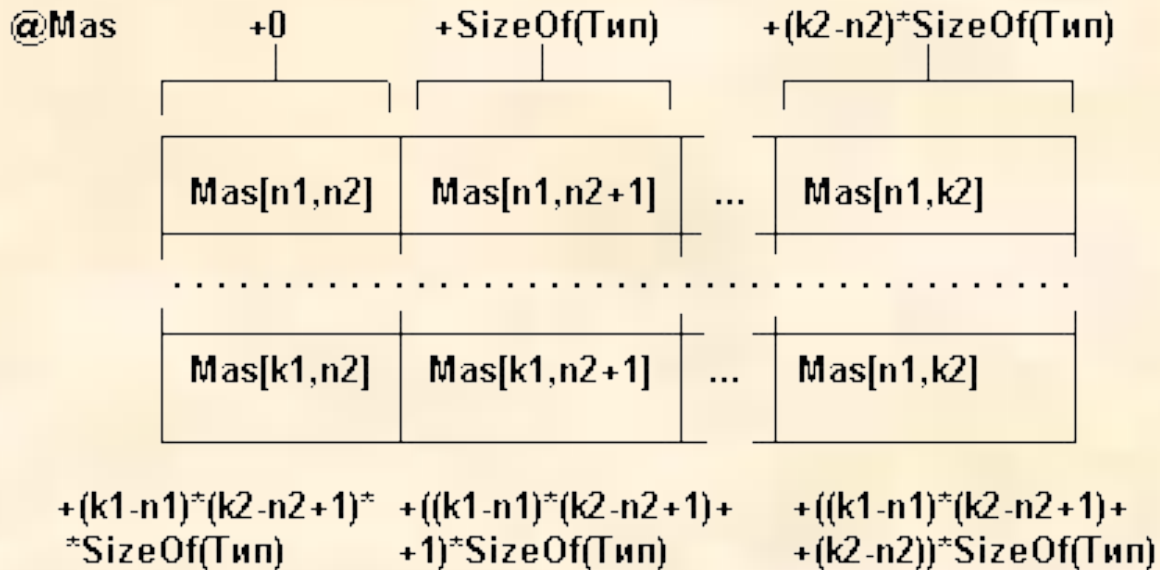 @Mas +0 +SizeOf(Тип) +(k2-n2)*SizeOf(Тип)
Mas[n1,n2] Mas[n1,n2+1] ... Mas[n1,k2]
. . . . . . . . . . . . . . . . . . . . . . . . . . . . . . . . . . . . . . . . . .
Mas[k1,n2] Mas[k1,n2+1] ... Mas[n1,k2]
+(k1-n1)*(k2-n2+1)* +((k1-n1)*(k2-n2+1)+ +((k1-n1)*(k2-n2+1)+
*SizeOf(Тип) +1)*SizeOf(Тип) +(k2-n2))*SizeOf(Тип)